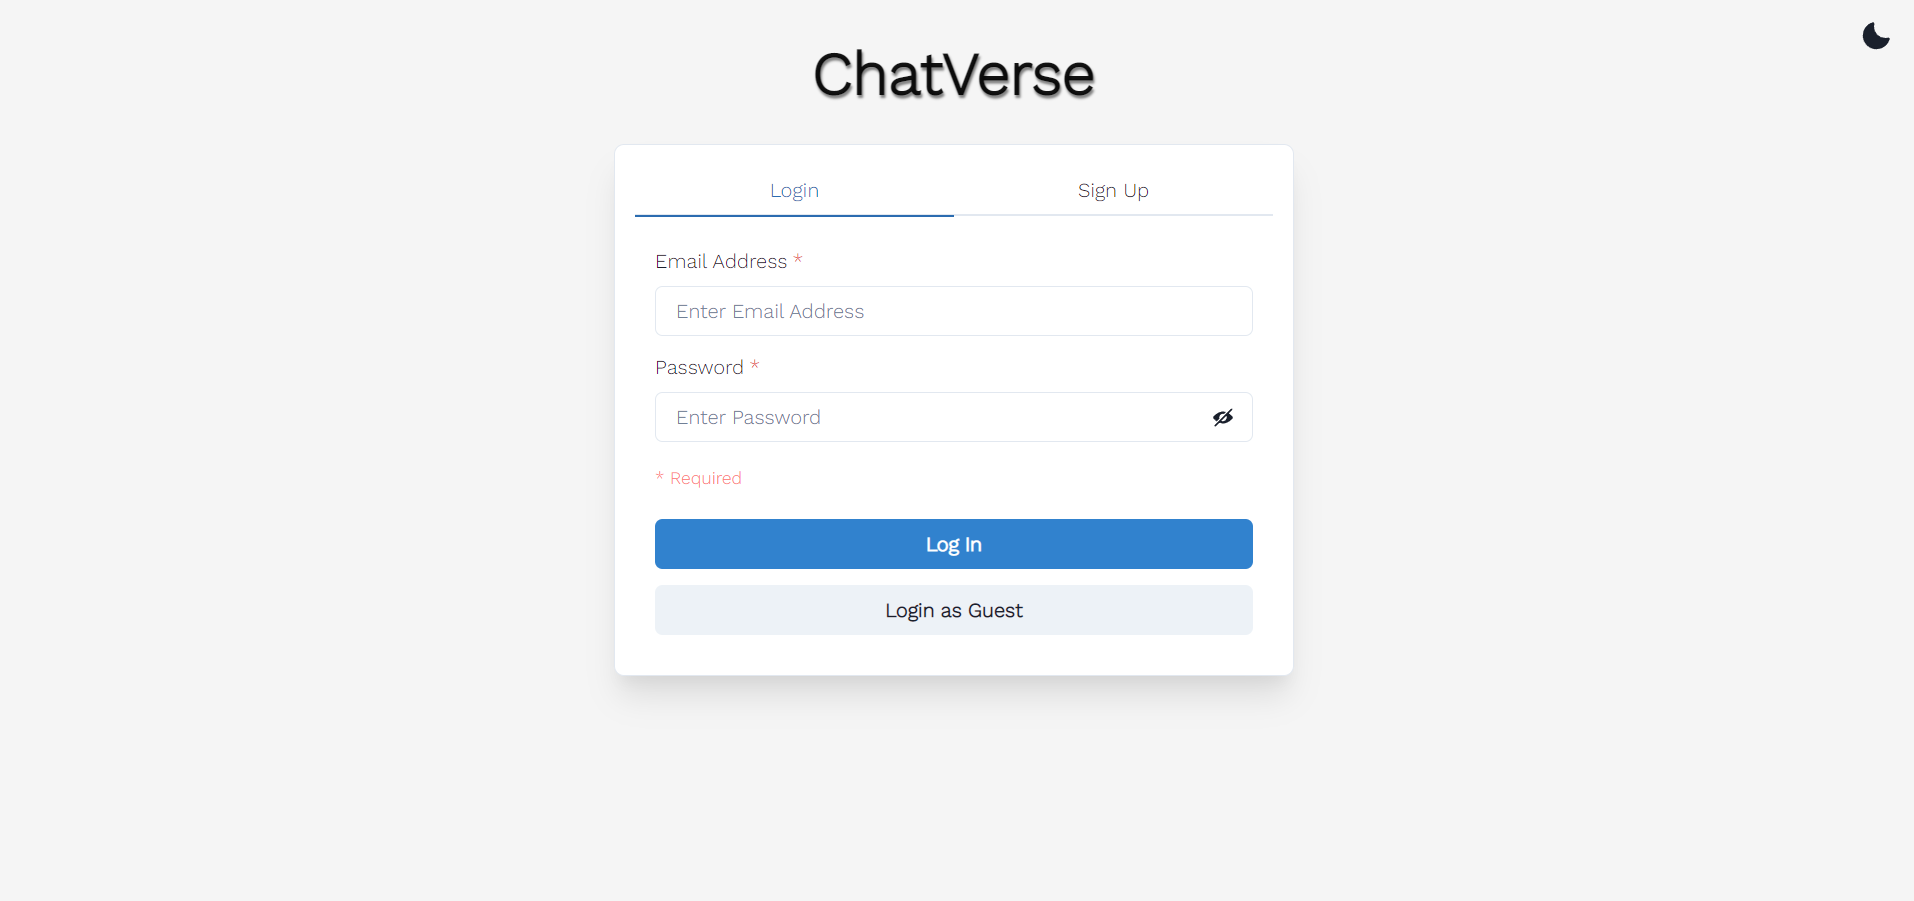 ChatVerse
Login
Sign Up
Email Address *
Enter Email Address
Password *
Enter Password
* Required
Log In
Login as Guest